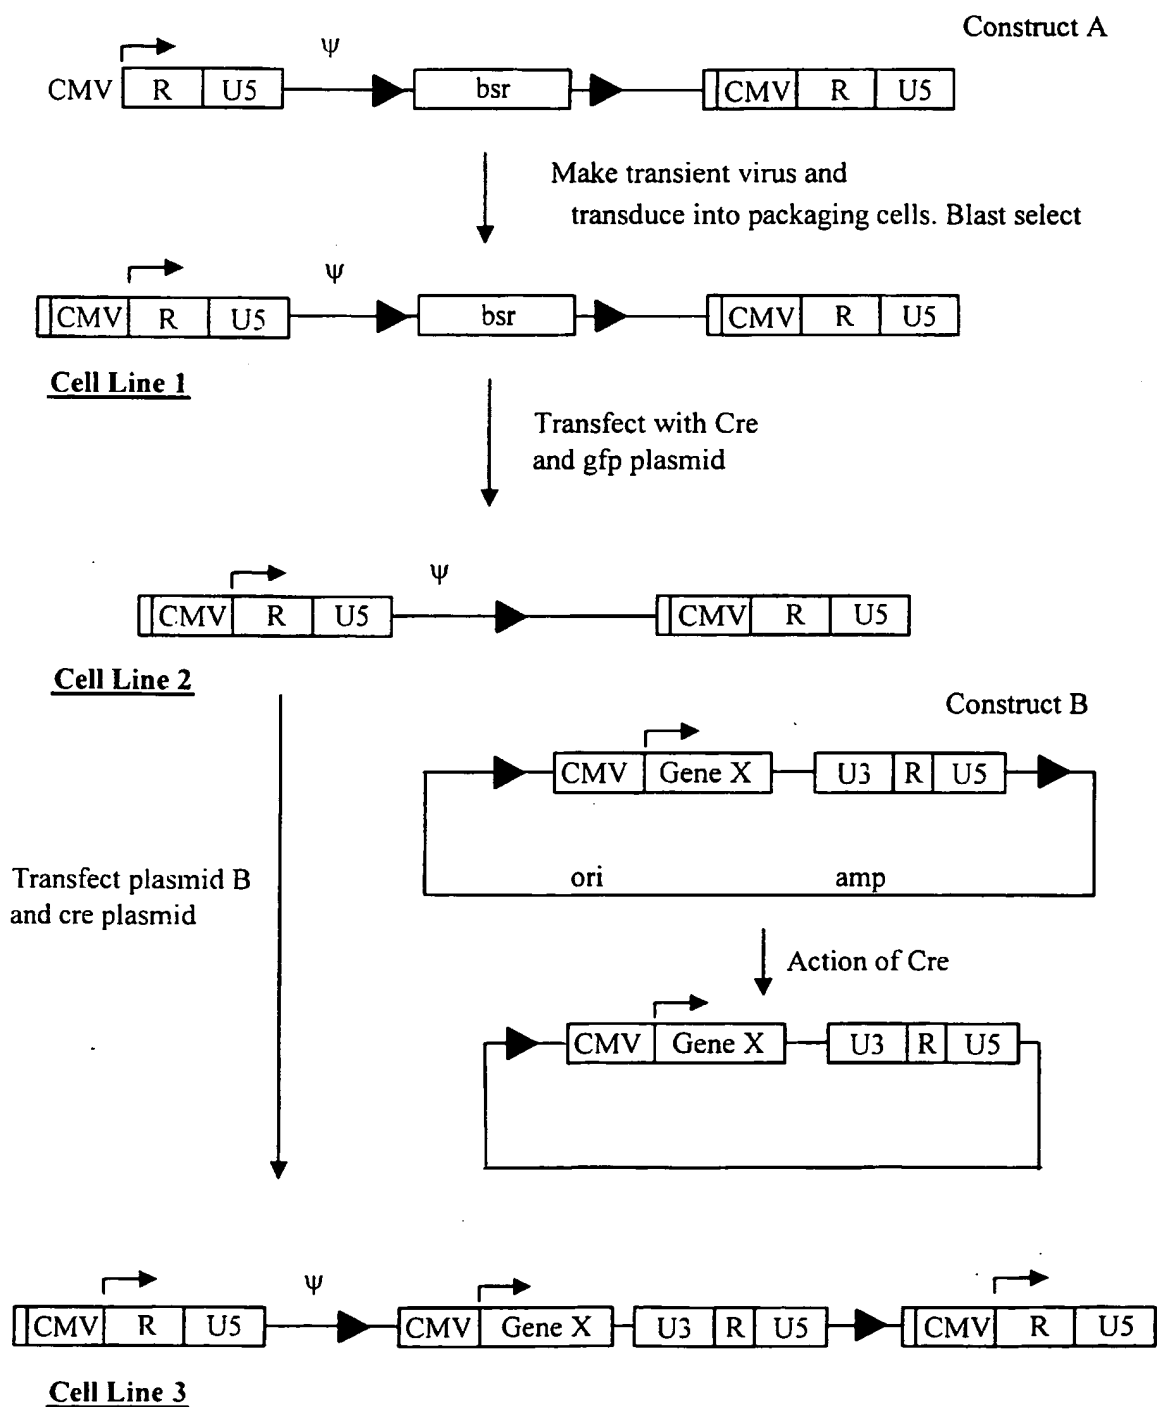 Construct A
ψ
CMV R U5 bsr CMV R U5
Make transient virus and
transduce into packaging cells. Blast select
ψ
CMV R U5 bsr CMV R U5
Cell Line 1
Transfect with Cre
and gfp plasmid
ψ
CMV R U5 CMV R U5
Cell Line 2
Construct B
CMV Gene X U3 R U5
ori amp
Transfect plasmid B
and cre plasmid
Action of Cre
CMV Gene X U3 R U5
ψ
CMV R U5 CMV Gene X U3 R U5 CMV R U5
Cell Line 3